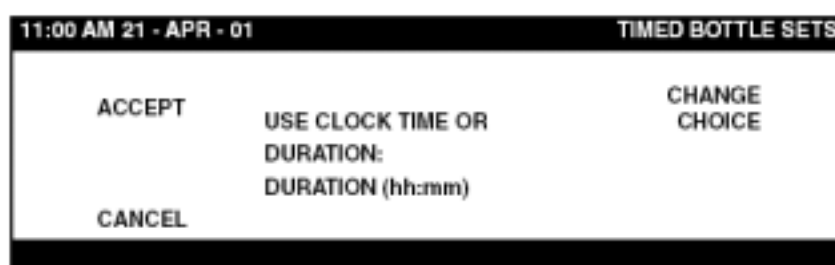 11:00 AM 21 - APR - 01 TIMED BOTTLE SETS
ACCEPT
USE CLOCK TIME OR
DURATION:
DURATION (hh:mm)
CHANGE
CHOICE
CANCEL